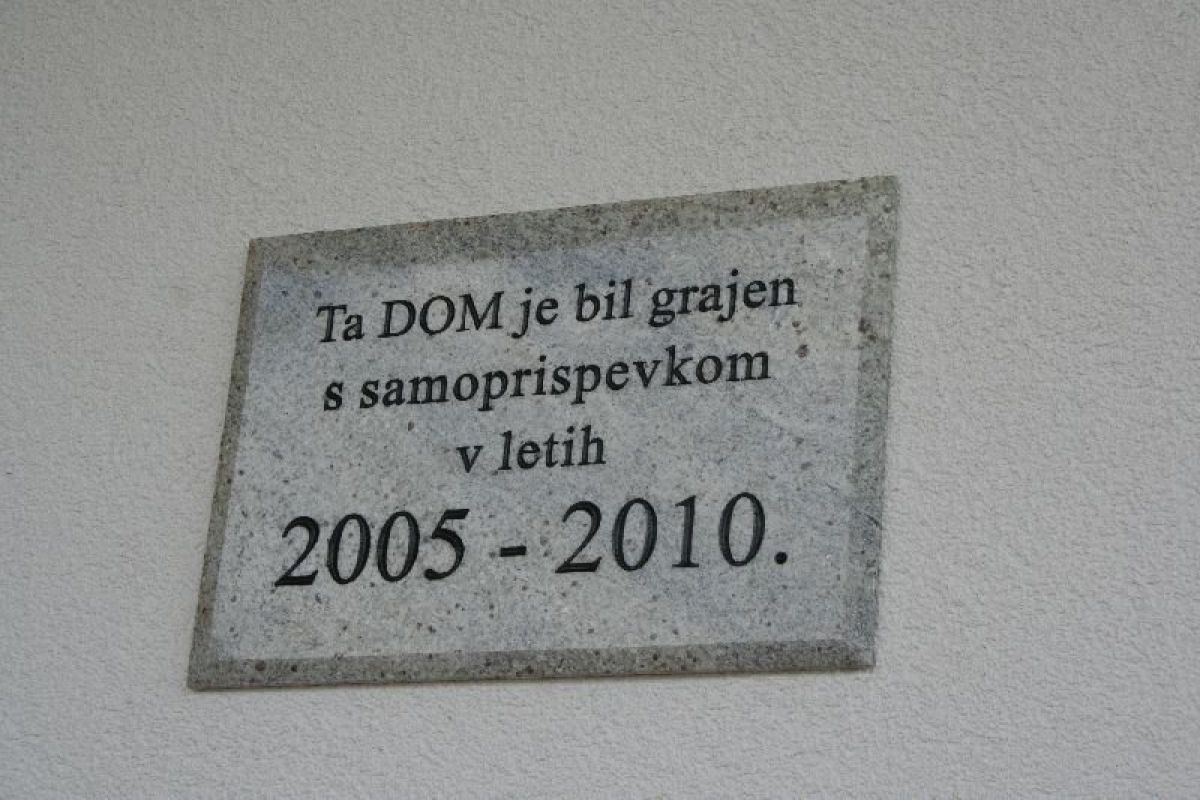 Ta DOM je bil grajen
s samoprispevkom
v letih
2005 - 2010.